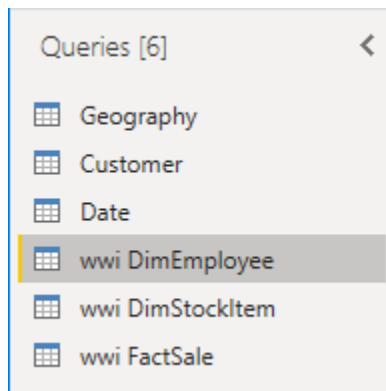 Queries [6]
Geography
Customer
Date
wwi DimEmployee
wwi DimStockItem
wwi FactSale